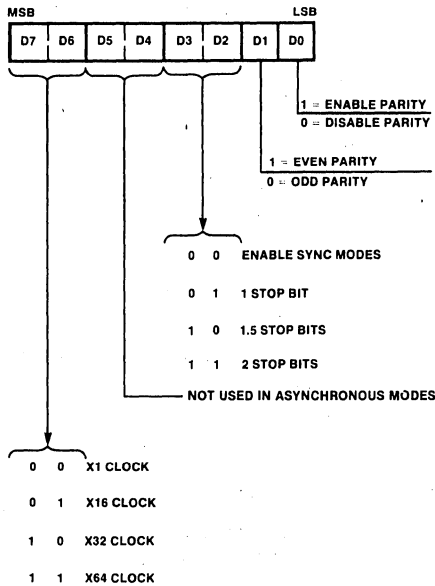 MSB LSB
D7 D6 D5 D4 D3 D2 D1 D0
1 = ENABLE PARITY
0 = DISABLE PARITY
1 = EVEN PARITY
0 = ODD PARITY
0 0 ENABLE SYNC MODES
0 1 1 STOP BIT
1 0 1.5 STOP BITS
1 1 2 STOP BITS
NOT USED IN ASYNCHRONOUS MODES
0 0 X1 CLOCK
0 1 X16 CLOCK
1 0 X32 CLOCK
1 1 X64 CLOCK